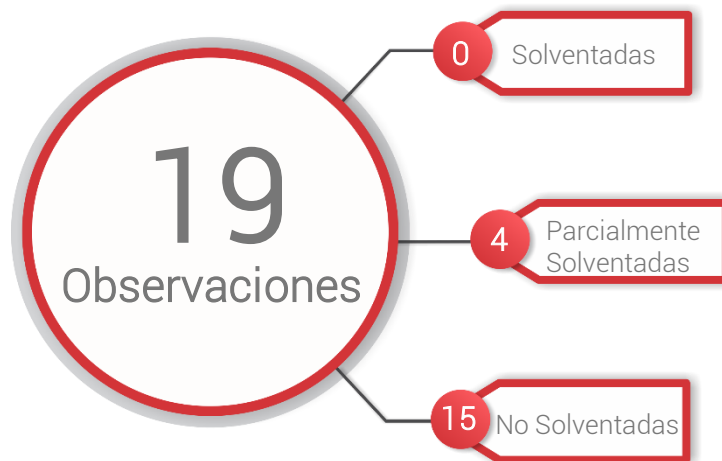 19
Observaciones
0
Solventadas
4
Parcialmente
Solventadas
15
No Solventadas